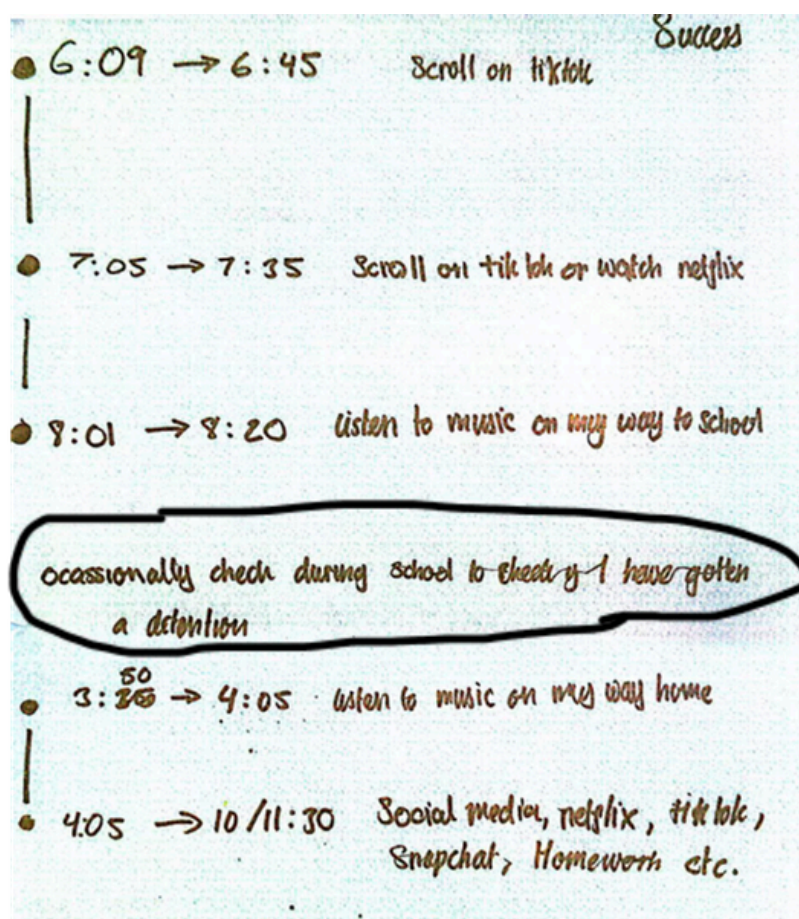 Success
6:09 → 6:45 Scroll on tiktok
7:05 → 7:35 Scroll on tik tok or watch netflix
8:01 → 8:20 Listen to music on my way to school
ocassionally check during school to check if I have gotten
a detention
3:50 → 4:05 listen to music on my way home
4:05 → 10/11:30 Social media, netflix, tik tok,
Snapchat, Homework etc.